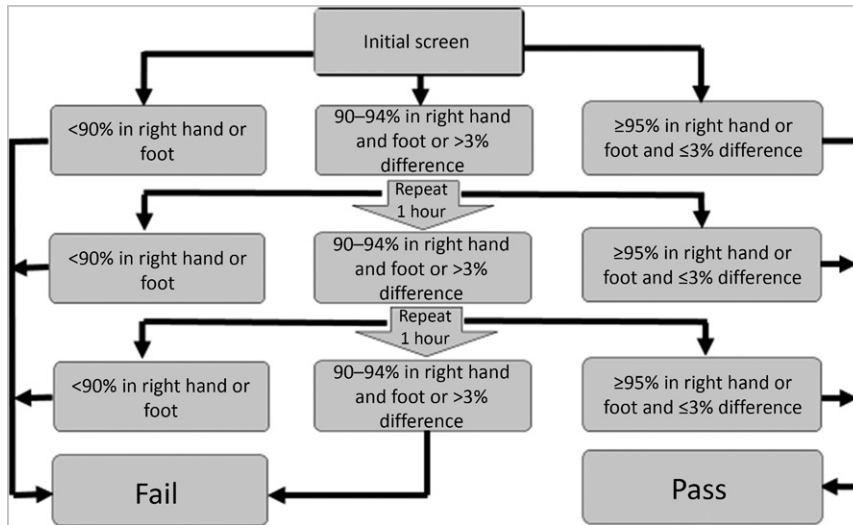 Initial screen
<90% in right hand or
foot
90–94% in right hand
and foot or >3%
difference
≥95% in right hand or
foot and ≤3% difference
Repeat
1 hour
<90% in right hand or
foot
90–94% in right hand
and foot or >3%
difference
≥95% in right hand or
foot and ≤3% difference
Repeat
1 hour
<90% in right hand or
foot
90–94% in right hand
and foot or >3%
difference
≥95% in right hand or
foot and ≤3% difference
Fail
Pass